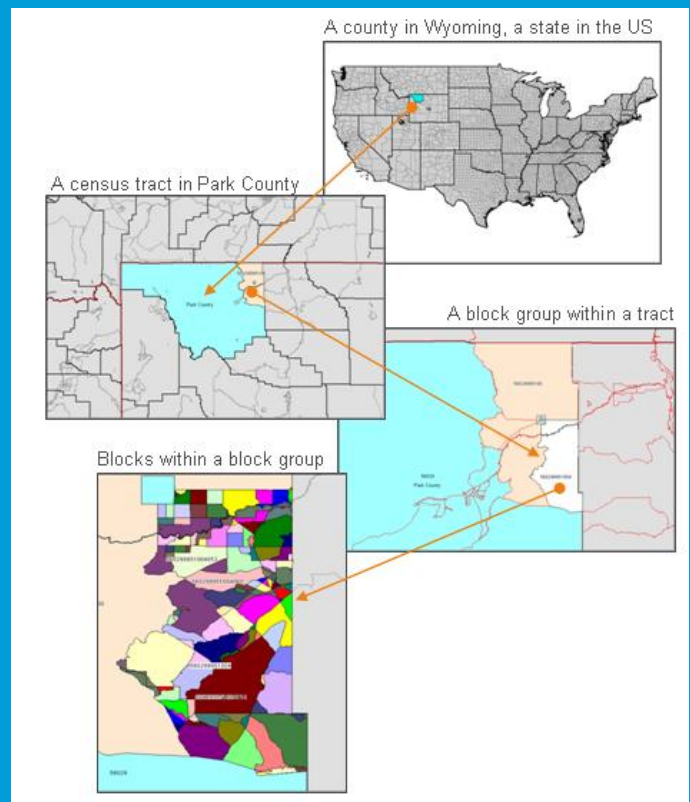 A county in Wyoming, a state in the US
A census tract in Park County
Park County
A block group within a tract
Park County
Blocks within a block group
56029